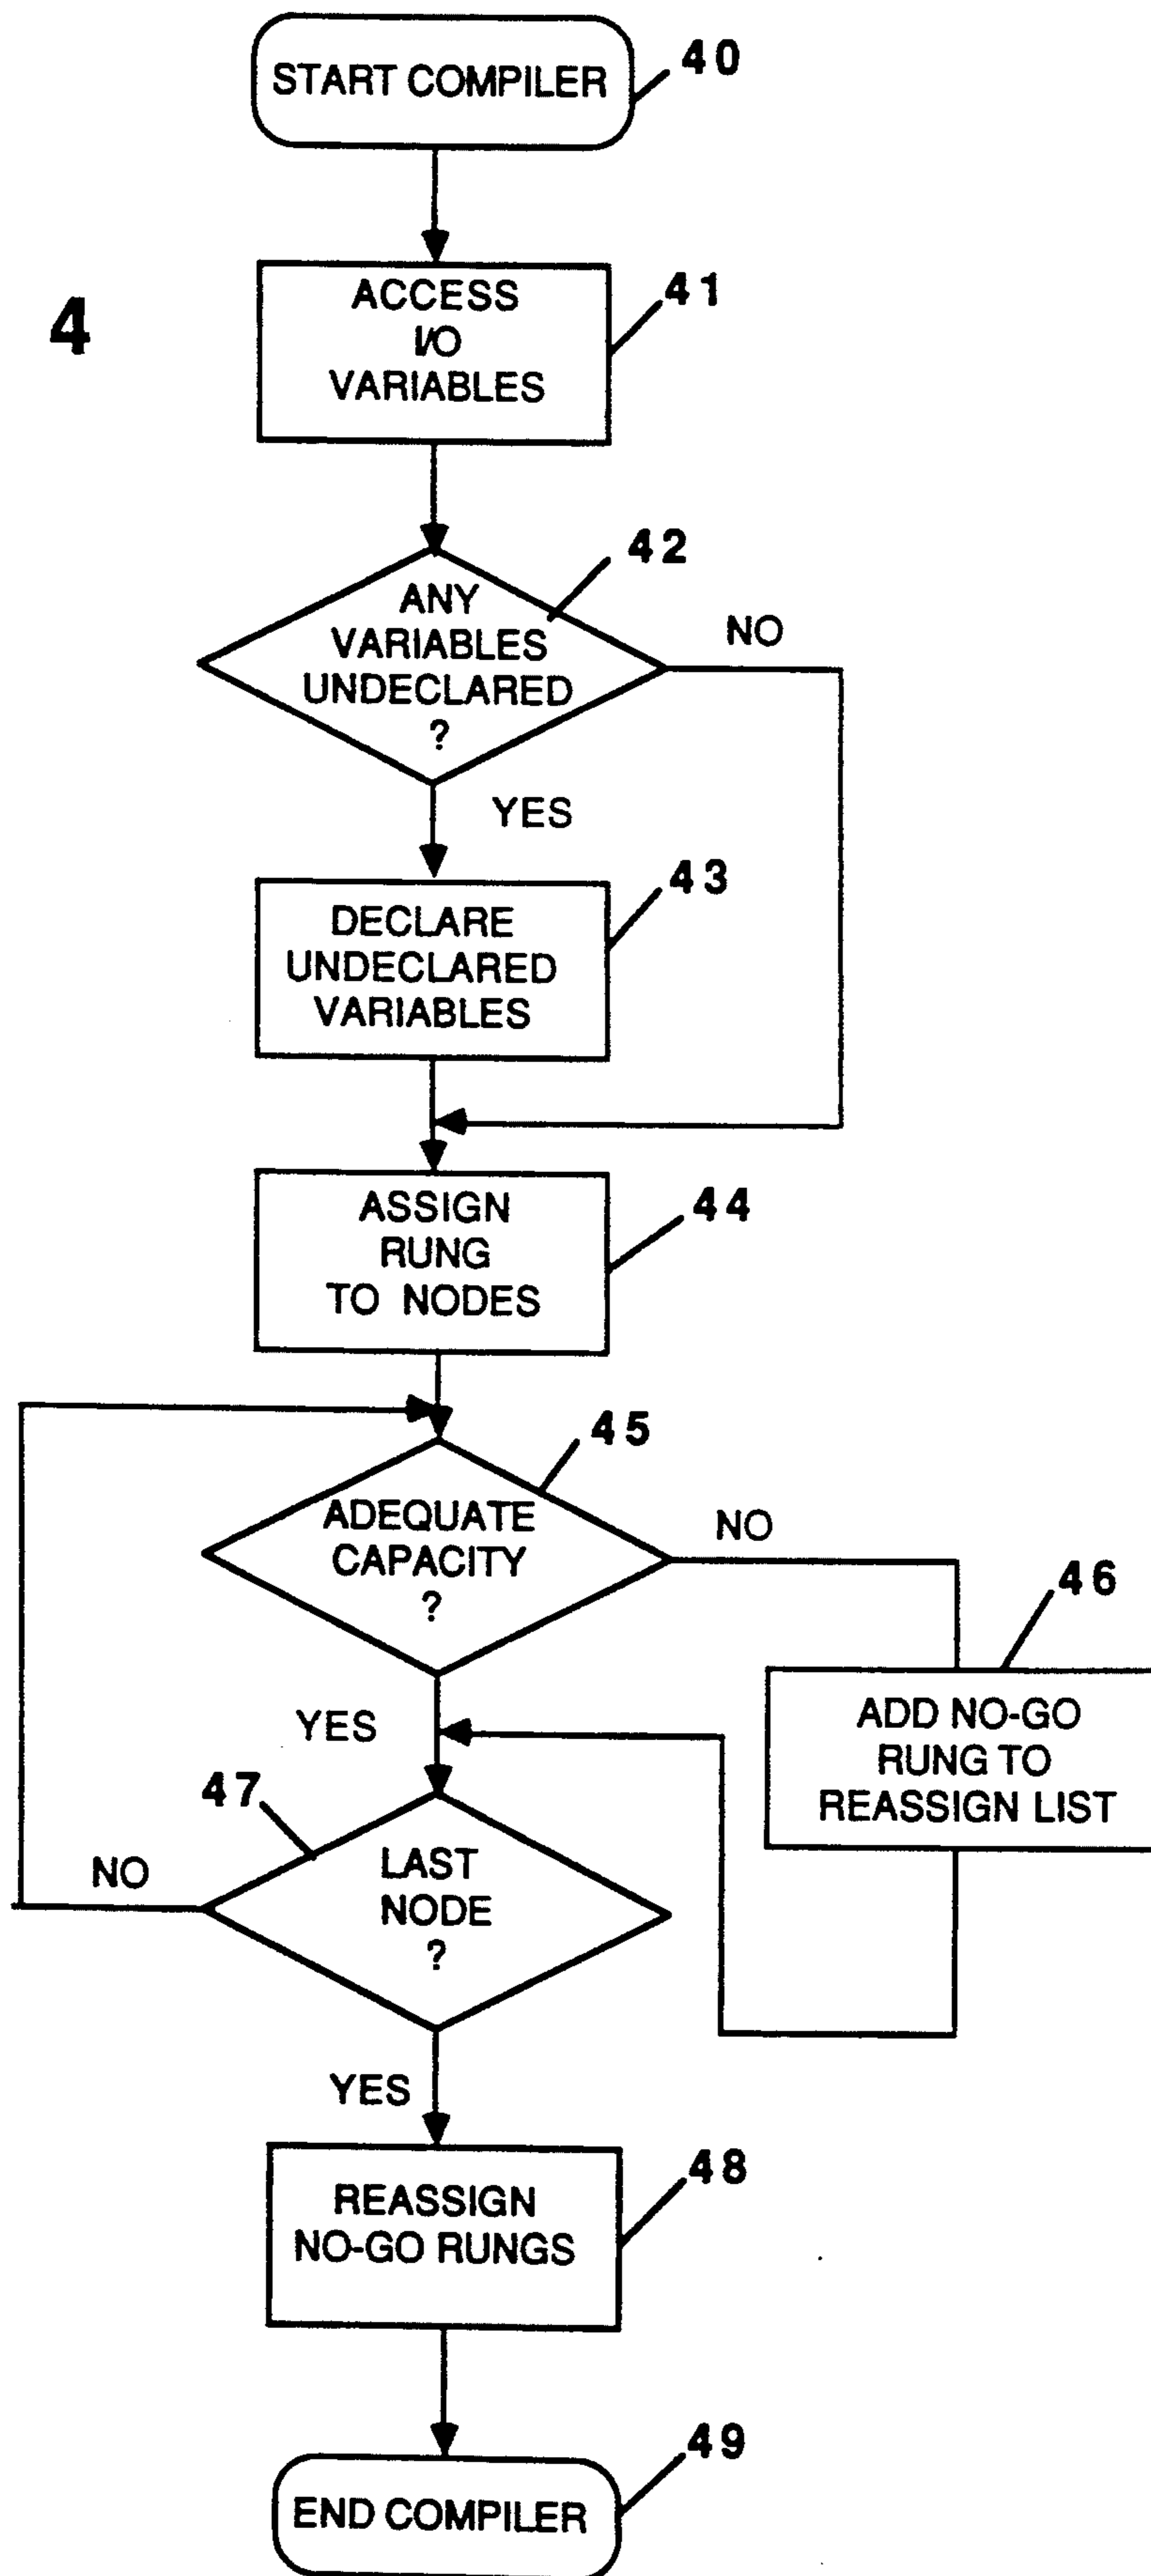 START COMPILER
40
4
ACCESS
I/O
VARIABLES
41
ANY
VARIABLES
UNDECLARED
?
42
NO
YES
DECLARE
UNDECLARED
VARIABLES
43
ASSIGN
RUNG
TO NODES
44
ADEQUATE
CAPACITY
?
45
NO
46
ADD NO-GO
RUNG TO
REASSIGN LIST
YES
47
LAST
NODE
?
NO
YES
REASSIGN
NO-GO RUNGS
48
END COMPILER
49